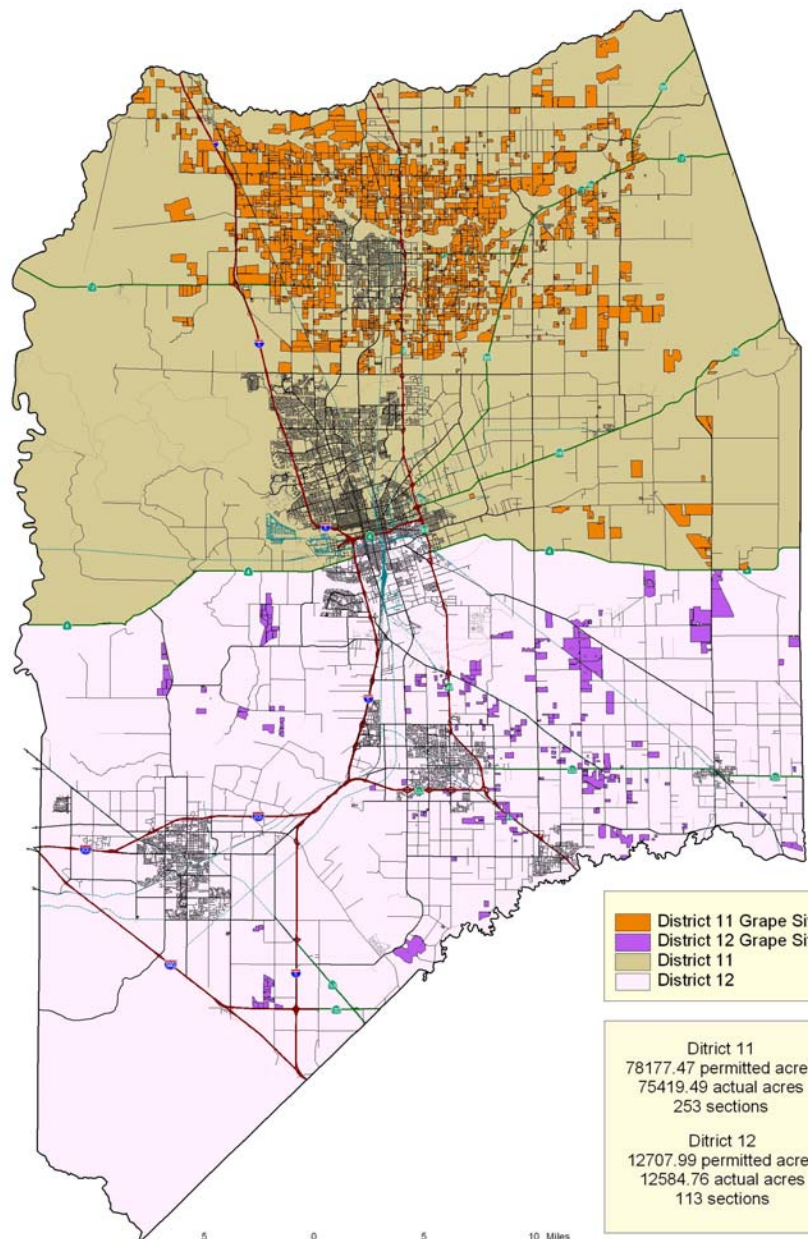 District 11 Grape Si
District 12 Grape Si
District 11
District 12
Ditrict 11
78177.47 permitted acre
75419.49 actual acres
253 sections
Ditrict 12
12707.99 permitted acre
12584.76 actual acres
113 sections
5 0 5 10 Miles